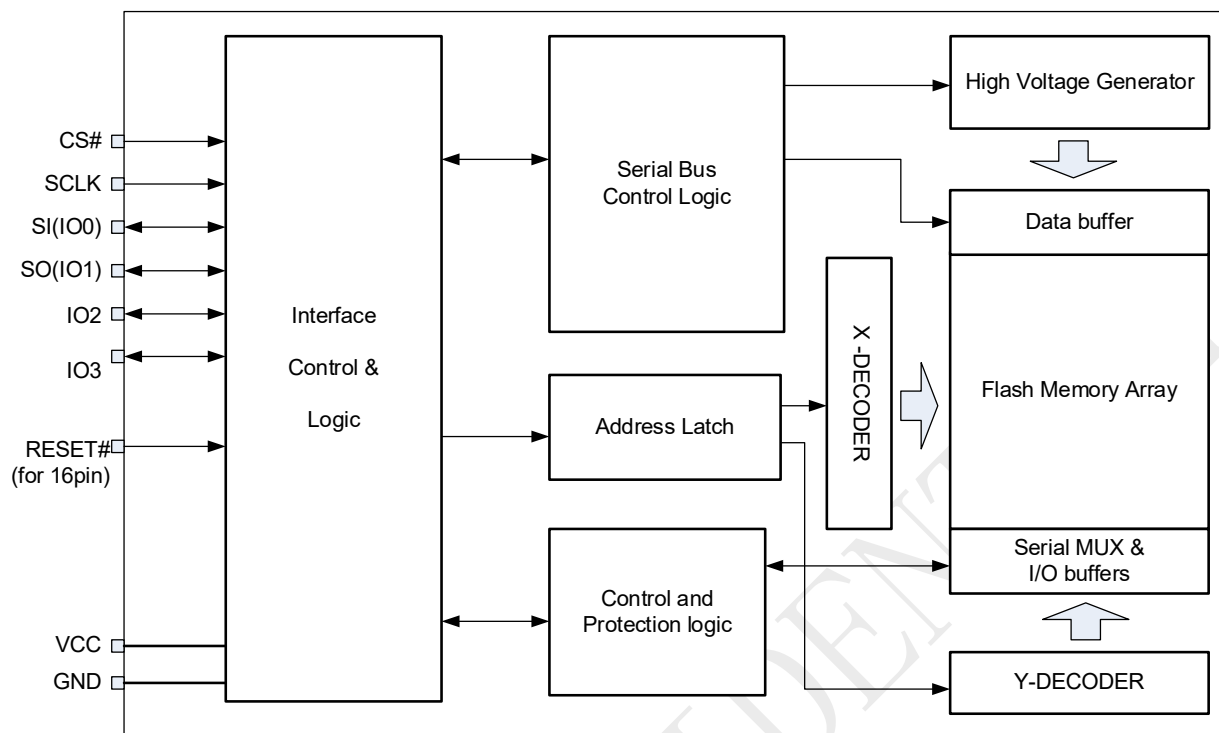 CS#
SCLK
SI(IO0)
SO(IO1)
IO2
IO3
RESET#
(for 16pin)
VCC
GND
Interface
Control &
Logic
Serial Bus
Control Logic
Address Latch
Control and
Protection logic
X -DECODER
High Voltage Generator
Data buffer
Flash Memory Array
Serial MUX &
I/O buffers
Y-DECODER